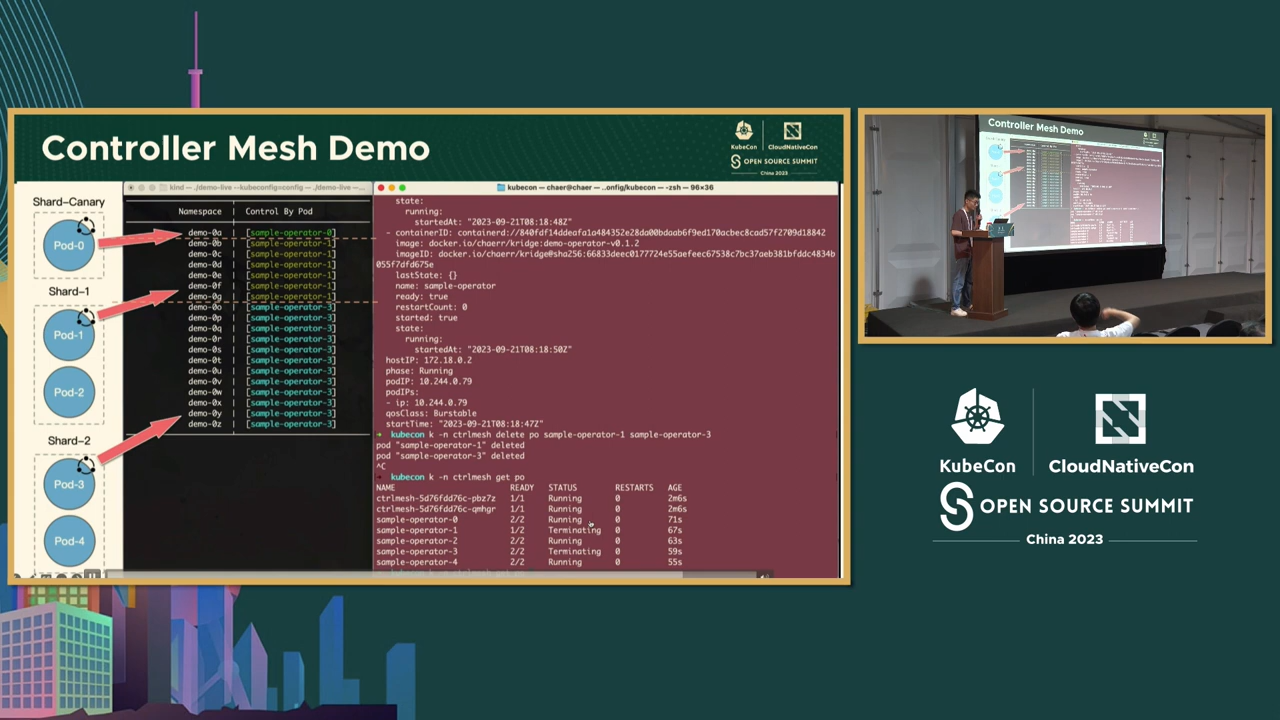 Controller Mesh Demo
KubeCon
CloudNativeCon
OPEN SOURCE SUMMIT
China 2023
Shard-Canary
Pod-0
Shard-1
Pod-1
Pod-2
Shard-2
Pod-3
Pod-4
kind — ./demo-live --kubeconfig=config — ./demo-live —...
Namespace | Control By Pod
demo-0a | [sample-operator-0]
demo-0b | [sample-operator-1]
demo-0c | [sample-operator-1]
demo-0d | [sample-operator-1]
demo-0e | [sample-operator-1]
demo-0f | [sample-operator-1]
demo-0g | [sample-operator-1]
demo-0o | [sample-operator-3]
demo-0p | [sample-operator-3]
demo-0q | [sample-operator-3]
demo-0r | [sample-operator-3]
demo-0s | [sample-operator-3]
demo-0t | [sample-operator-3]
demo-0u | [sample-operator-3]
demo-0v | [sample-operator-3]
demo-0w | [sample-operator-3]
demo-0x | [sample-operator-3]
demo-0y | [sample-operator-3]
demo-0z | [sample-operator-3]
kubecon — chaer@chaer — ..onfig/kubecon — -zsh — 96×36
state:
running:
startedAt: "2023-09-21T08:18:48Z"
- containerID: containerd://840fdf14ddeafa1a484352e28da00bdaab6f9ed170acbec8cad57f2709d18842
image: docker.io/chaerr/kridge:demo-operator-v0.1.2
imageID: docker.io/chaerr/kridge@sha256:66833deec0177724e55aefeec67538c7bc37aeb381bfddc4834b
055f7dfd675e
lastState: {}
name: sample-operator
ready: true
restartCount: 0
started: true
state:
running:
startedAt: "2023-09-21T08:18:50Z"
hostIP: 172.18.0.2
phase: Running
podIP: 10.244.0.79
podIPs:
- ip: 10.244.0.79
qosClass: Burstable
startTime: "2023-09-21T08:18:47Z"
kubecon k -n ctrlmesh delete po sample-operator-1 sample-operator-3
pod "sample-operator-1" deleted
pod "sample-operator-3" deleted
^C
kubecon k -n ctrlmesh get po
NAME READY STATUS RESTARTS AGE
ctrlmesh-5d76fdd76c-pbz7z 1/1 Running 0 2m6s
ctrlmesh-5d76fdd76c-qmhgr 1/1 Running 0 2m6s
sample-operator-0 2/2 Running 0 71s
sample-operator-1 1/2 Terminating 0 67s
sample-operator-2 2/2 Running 0 63s
sample-operator-3 2/2 Terminating 0 59s
sample-operator-4 2/2 Running 0 55s
Controller Mesh Demo
KubeCon
CloudNativeCon
OPEN SOURCE SUMMIT
China 2023